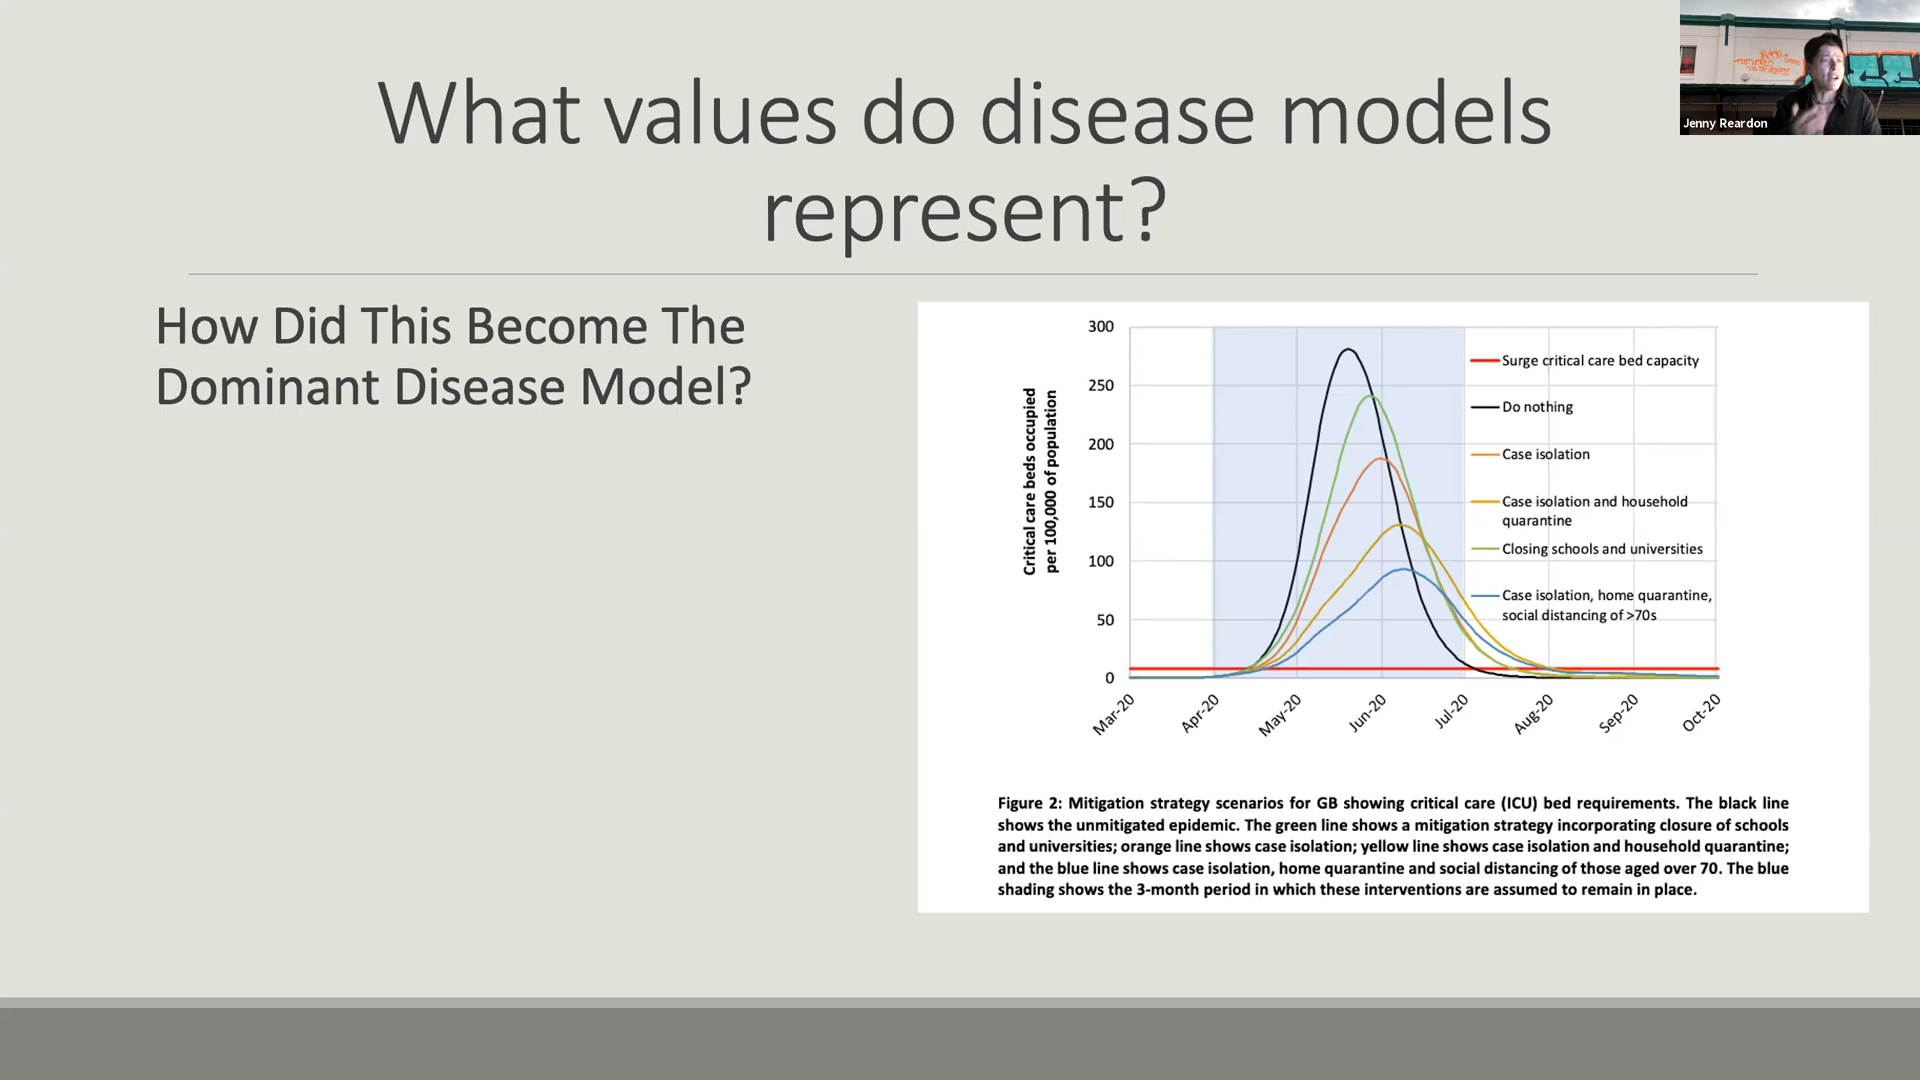 What values do disease models
represent?
Jenny Reardon
How Did This Become The
Dominant Disease Model?
300
250
200
150
100
50
0
Critical care beds occupied
per 100,000 of population
Surge critical care bed capacity
Do nothing
Case isolation
Case isolation and household
quarantine
Closing schools and universities
Case isolation, home quarantine,
social distancing of >70s
Mar-20
Apr-20
May-20
Jun-20
Jul-20
Aug-20
Sep-20
Oct-20
Figure 2: Mitigation strategy scenarios for GB showing critical care (ICU) bed requirements. The black line
shows the unmitigated epidemic. The green line shows a mitigation strategy incorporating closure of schools
and universities; orange line shows case isolation; yellow line shows case isolation and household quarantine;
and the blue line shows case isolation, home quarantine and social distancing of those aged over 70. The blue
shading shows the 3-month period in which these interventions are assumed to remain in place.